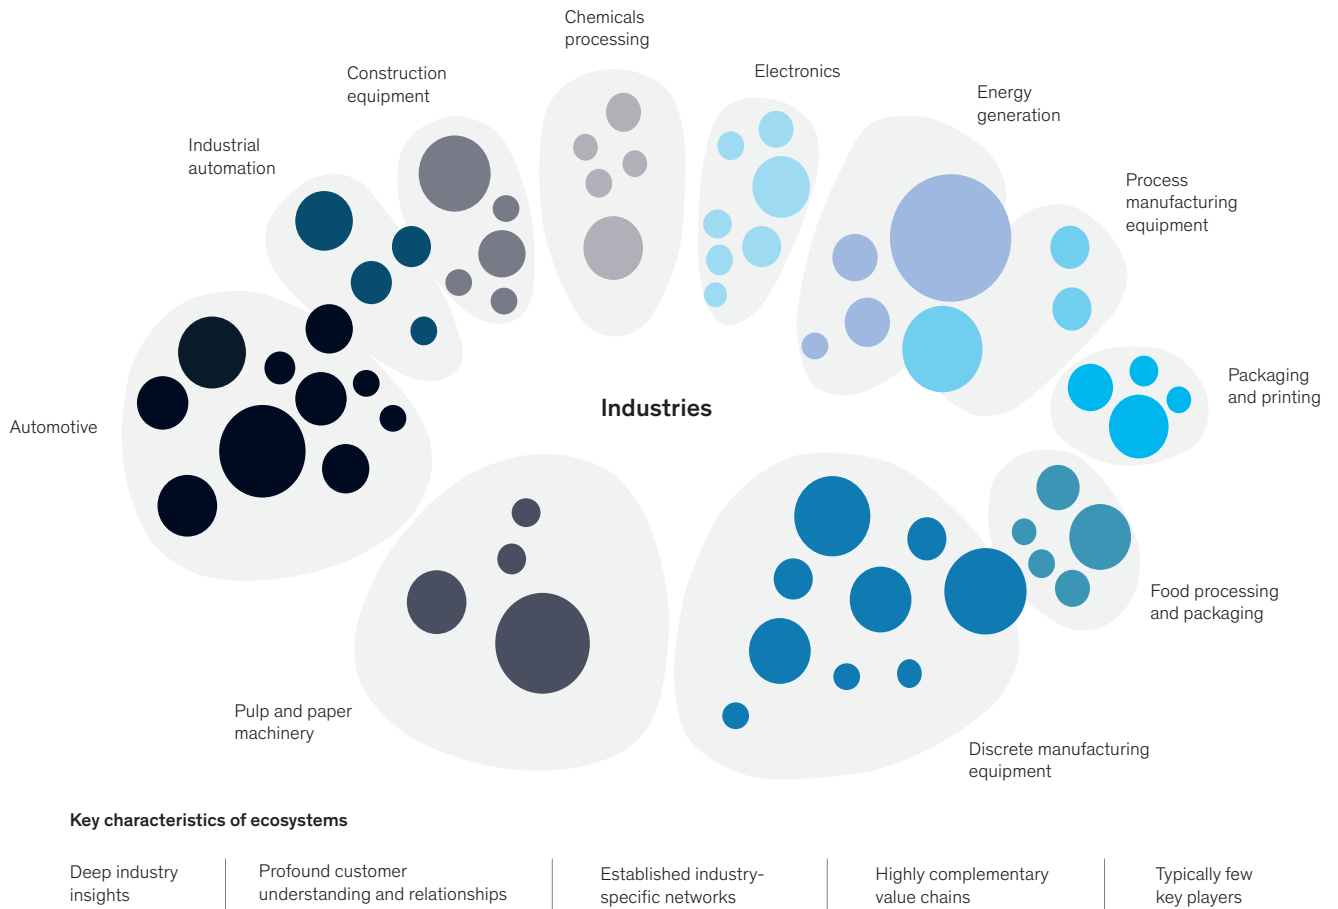 Chemicals
processing
Construction
equipment
Electronics
Energy
generation
Industrial
automation
Process
manufacturing
equipment
Packaging
and printing
Industries
Automotive
Food processing
and packaging
Pulp and paper
machinery
Discrete manufacturing
equipment
Key characteristics of ecosystems
Deep industry
insights
Profound customer
understanding and relationships
Established industry-
specific networks
Highly complementary
value chains
Typically few
key players